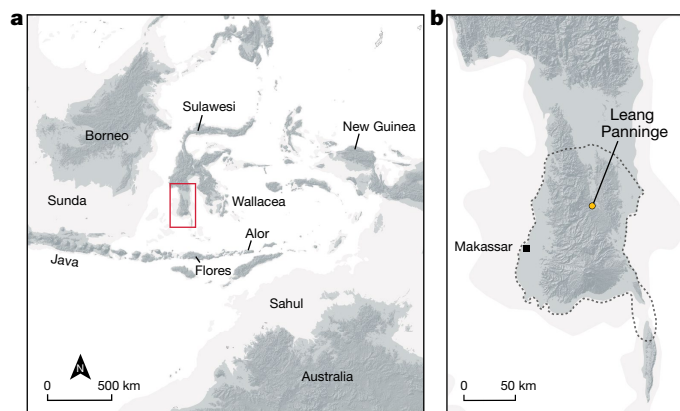 a
Sulawesi
Borneo
New Guinea
Sunda
Wallacea
Alor
Java
Flores
Sahul
N
0 500 km
Australia
b
Leang
Panninge
Makassar
0 50 km